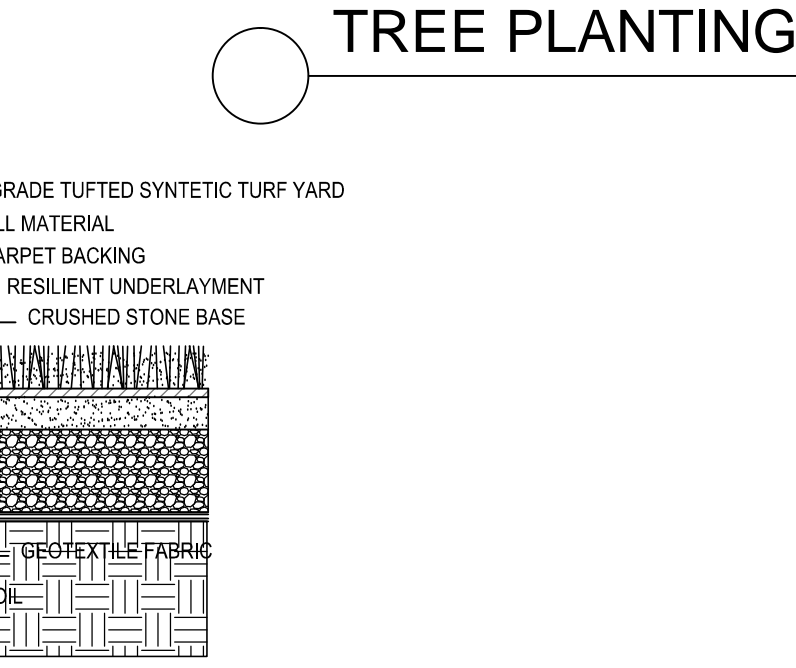 TREE PLANTING
GRADE TUFTED SYNTETIC TURF YARD
LL MATERIAL
ARPET BACKING
RESILIENT UNDERLAYMENT
CRUSHED STONE BASE
GEOTEXTILE FABRIC
OIL